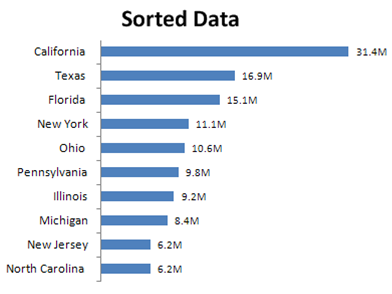 Sorted Data
California 31.4M
Texas 16.9M
Florida 15.1M
New York 11.1M
Ohio 10.6M
Pennsylvania 9.8M
Illinois 9.2M
Michigan 8.4M
New Jersey 6.2M
North Carolina 6.2M